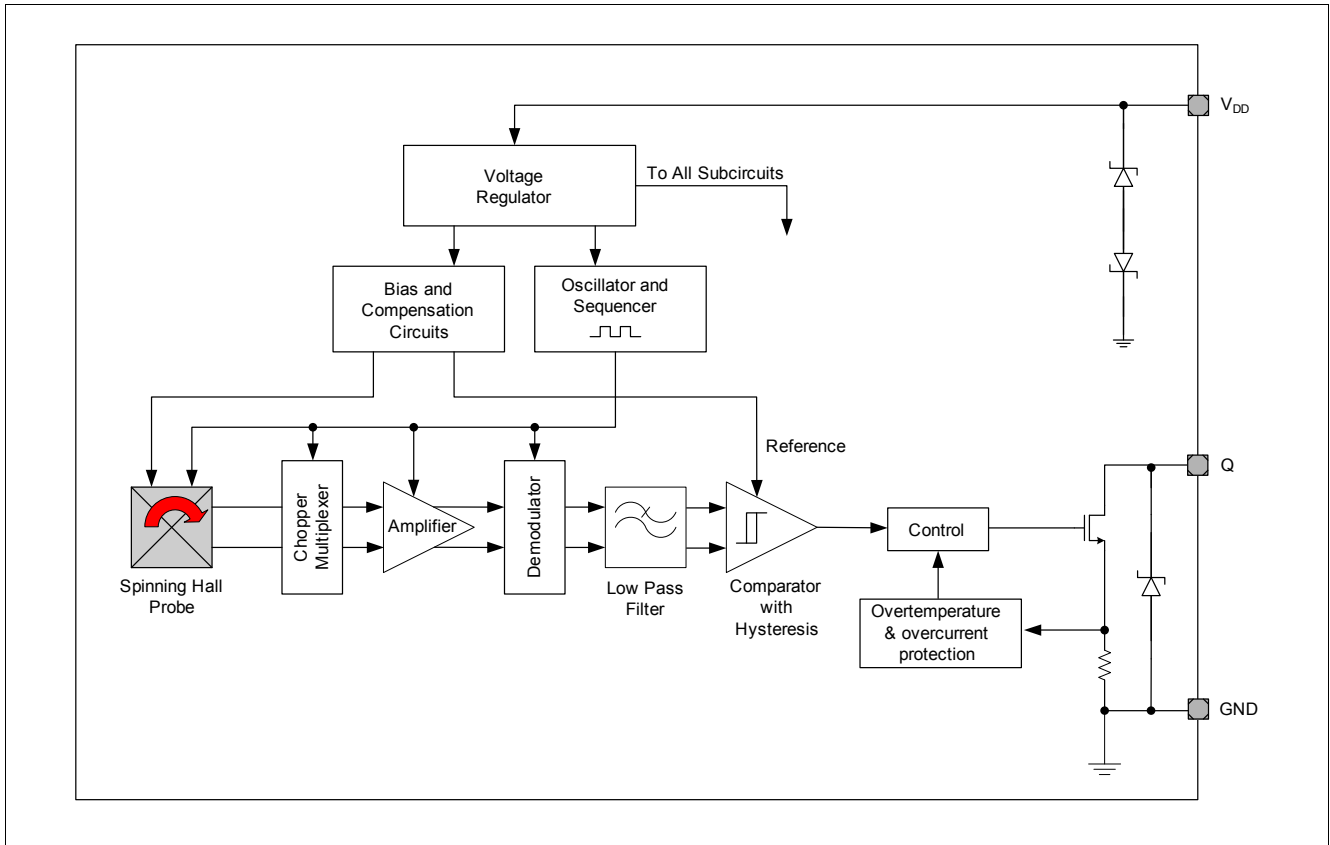 V_DD
Voltage
Regulator
To All Subcircuits
Bias and
Compensation
Circuits
Oscillator and
Sequencer
Reference
Q
Chopper
Multiplexer
Amplifier
Demodulator
Control
Spinning Hall
Probe
Low Pass
Filter
Comparator
with
Hysteresis
Overtemperature
& overcurrent
protection
GND